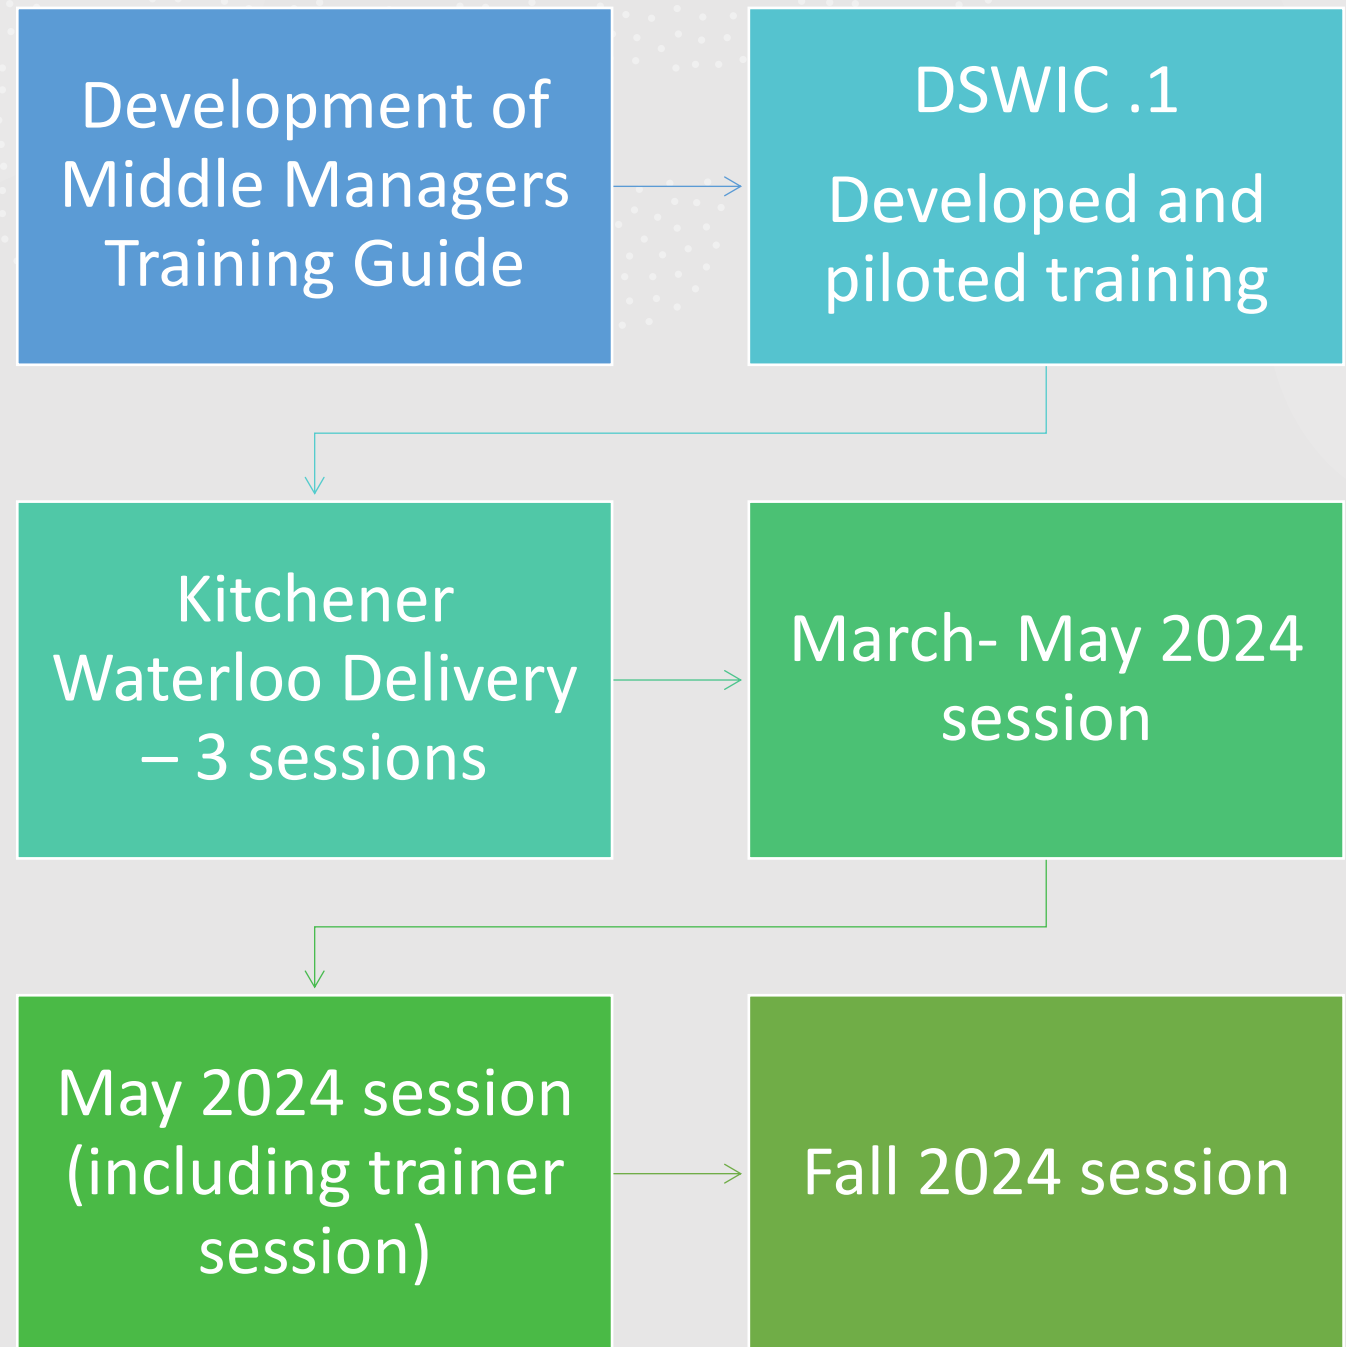 Development of
Middle Managers
Training Guide
DSWIC .1
Developed and
piloted training
Kitchener
Waterloo Delivery
– 3 sessions
March- May 2024
session
May 2024 session
(including trainer
session)
Fall 2024 session